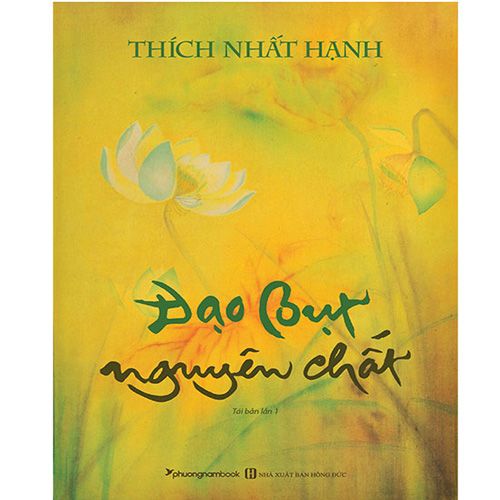 THÍCH NHẤT HẠNH
Đạo Bụt
nguyên chất
Tái bản lần 1
phuongnambook H NHÀ XUẤT BẢN HỒNG ĐỨC